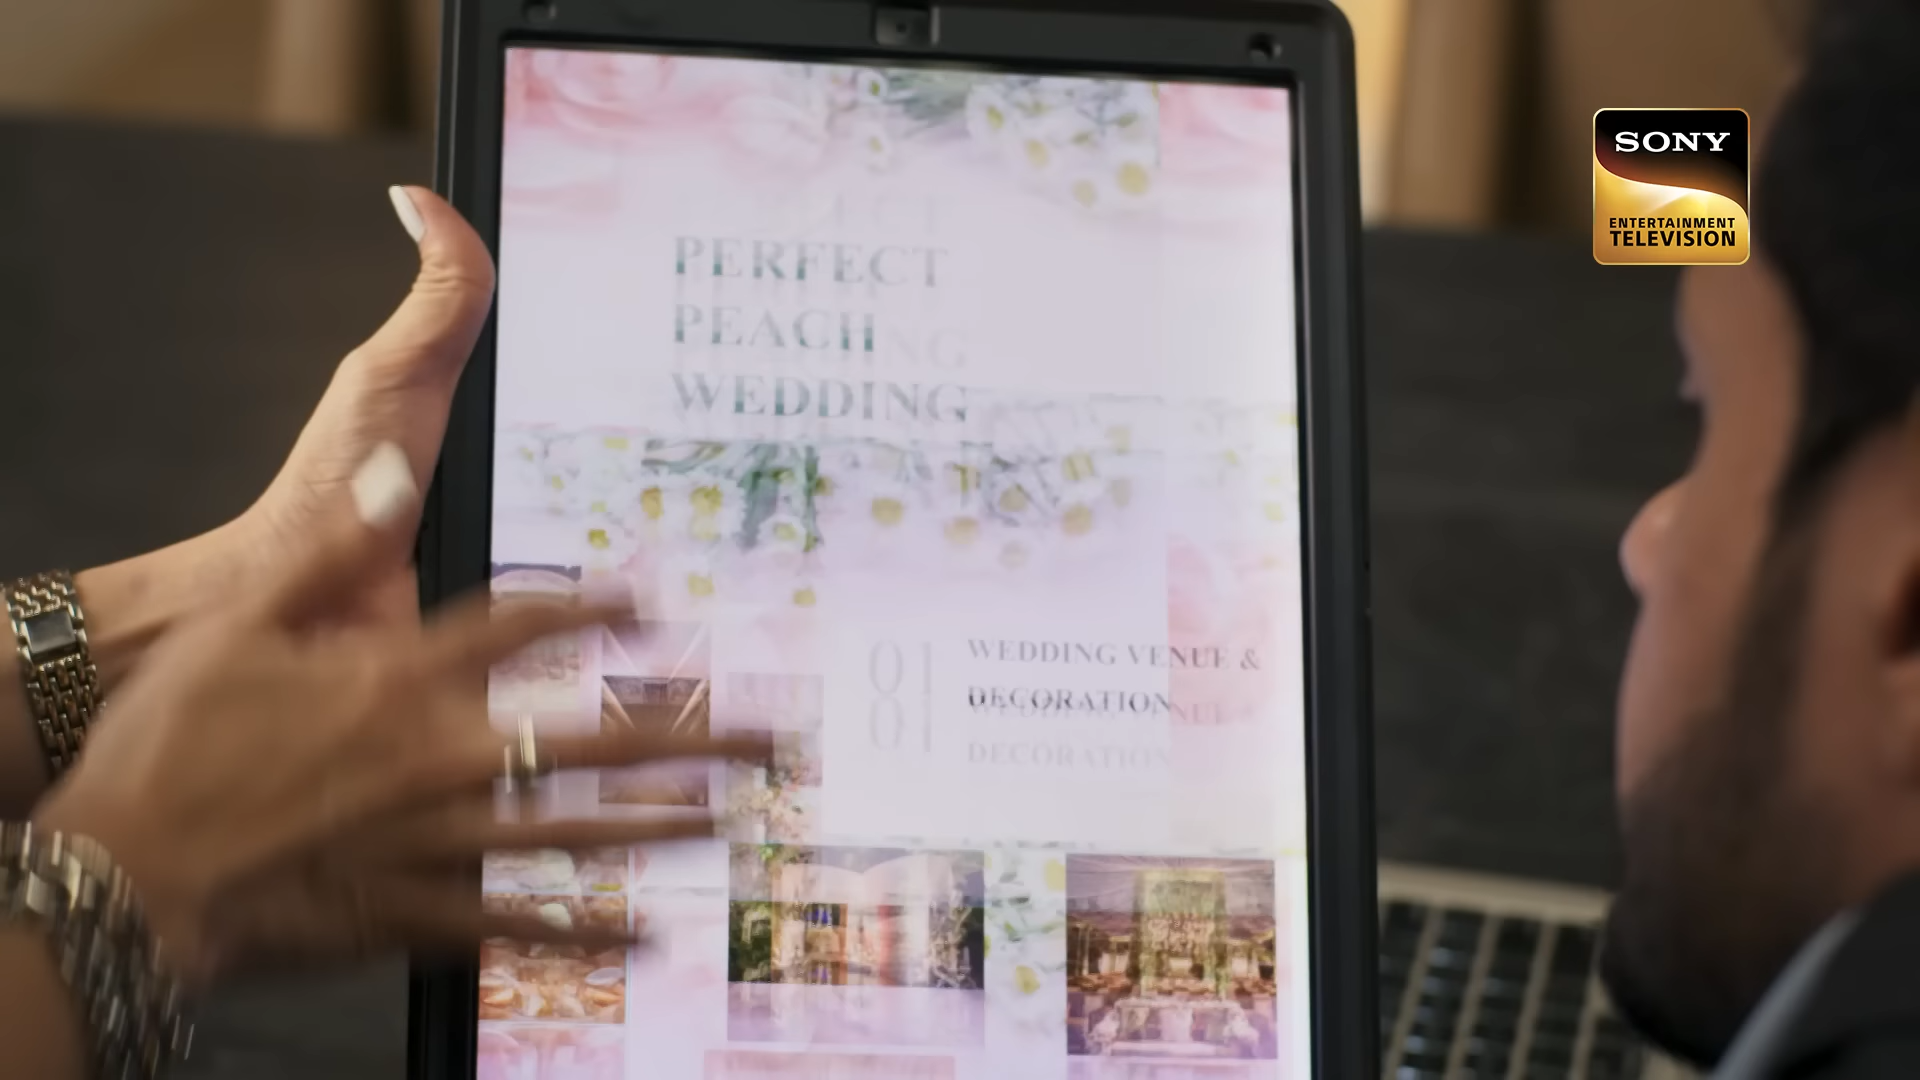 PERFECT
PEACH
WEDDING
01
WEDDING VENUE &
DECORATION
SONY
ENTERTAINMENT
TELEVISION